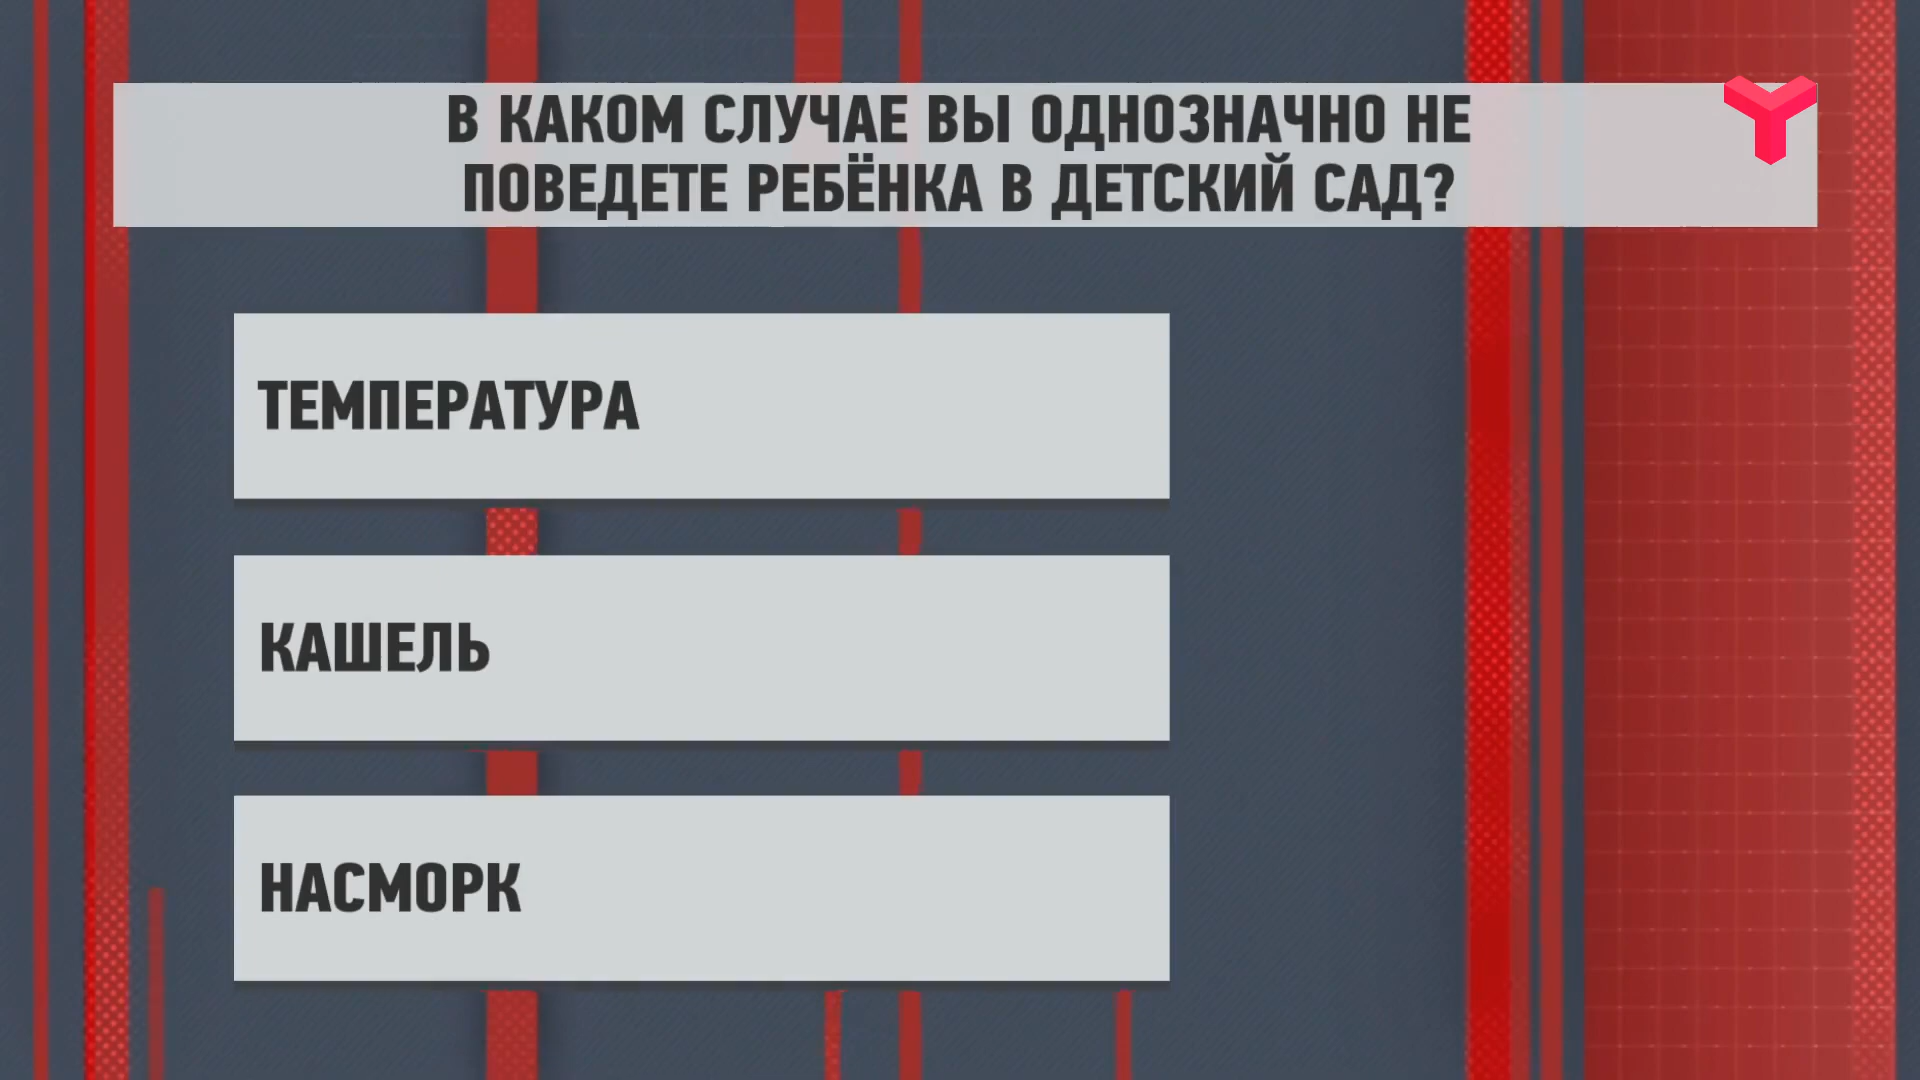 В КАКОМ СЛУЧАЕ ВЫ ОДНОЗНАЧНО НЕ
ПОВЕДЕТЕ РЕБЁНКА В ДЕТСКИЙ САД?
ТЕМПЕРАТУРА
КАШЕЛЬ
НАСМОРК